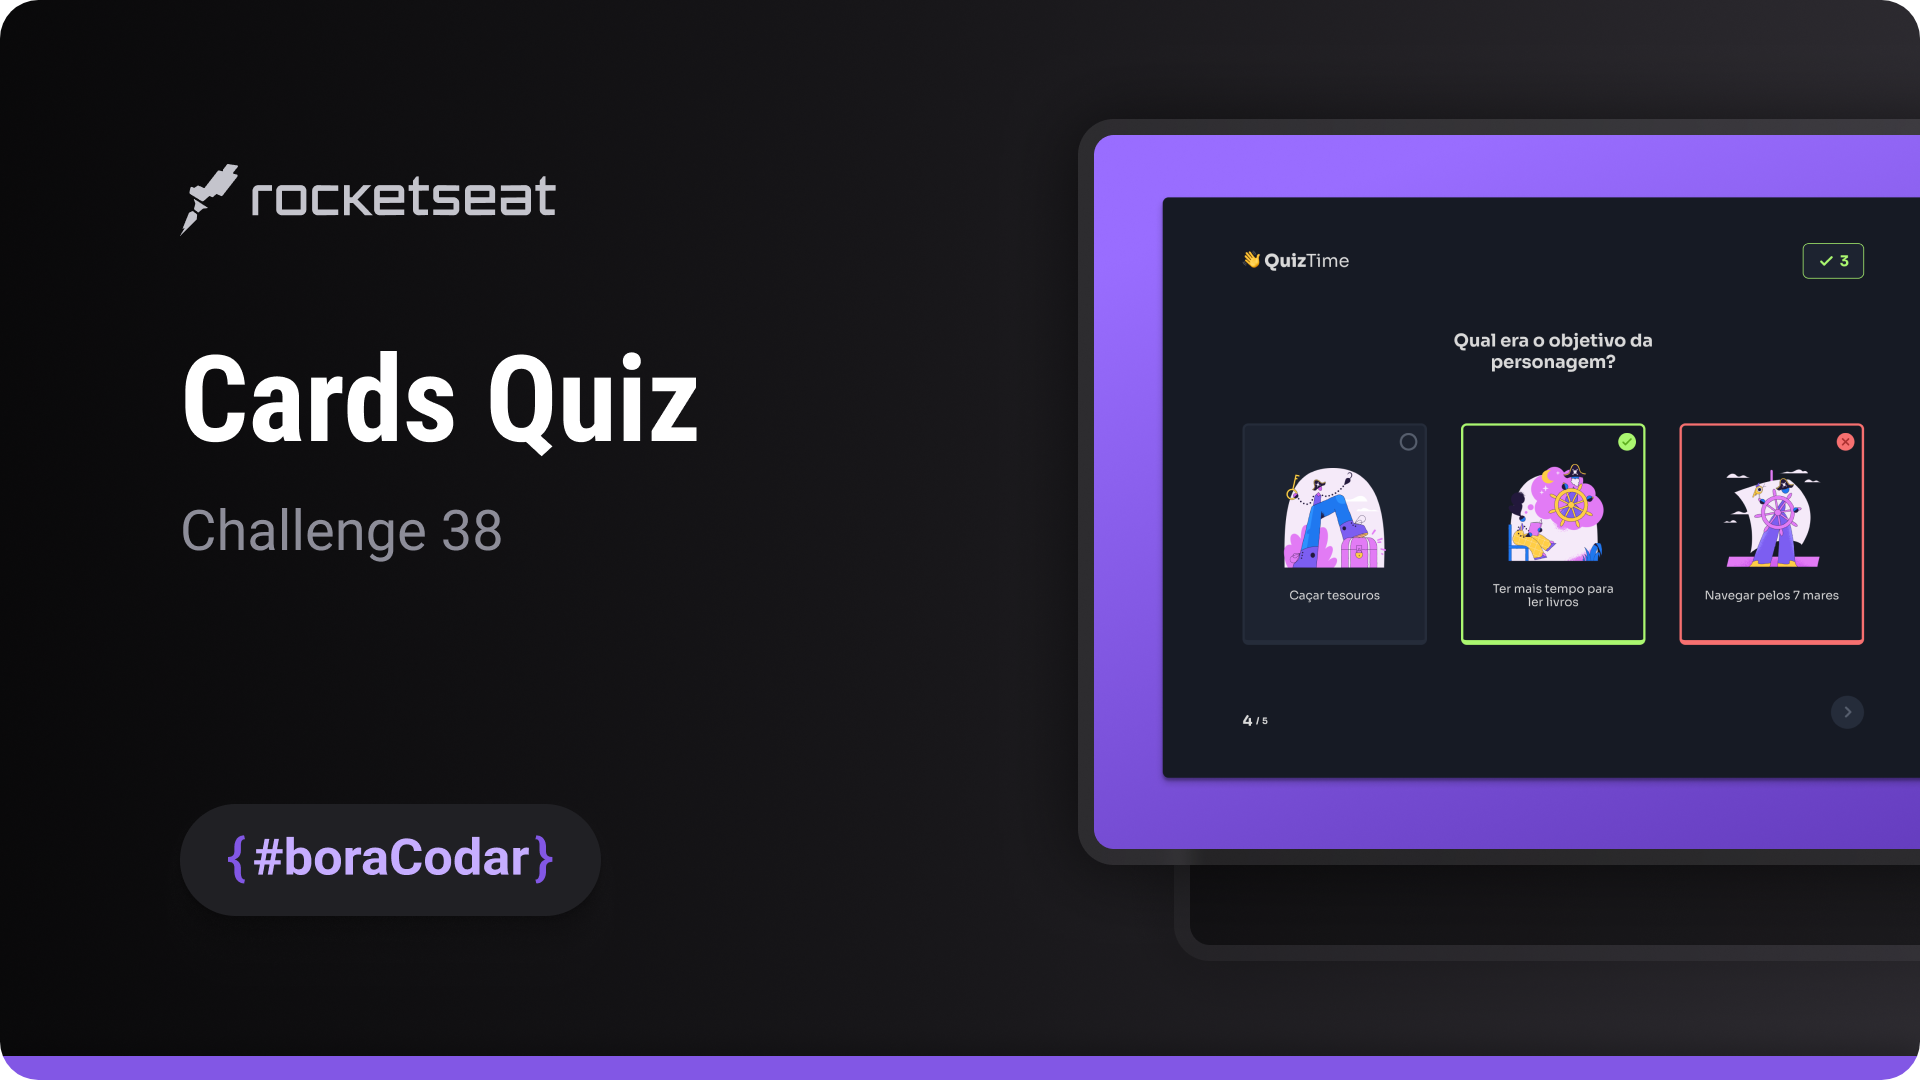 rocketseat
Cards Quiz
Challenge 38
{#boraCodar}
QuizTime
3
Qual era o objetivo da
personagem?
Caçar tesouros
Ter mais tempo para
ler livros
Navegar pelos 7 mares
4 / 5